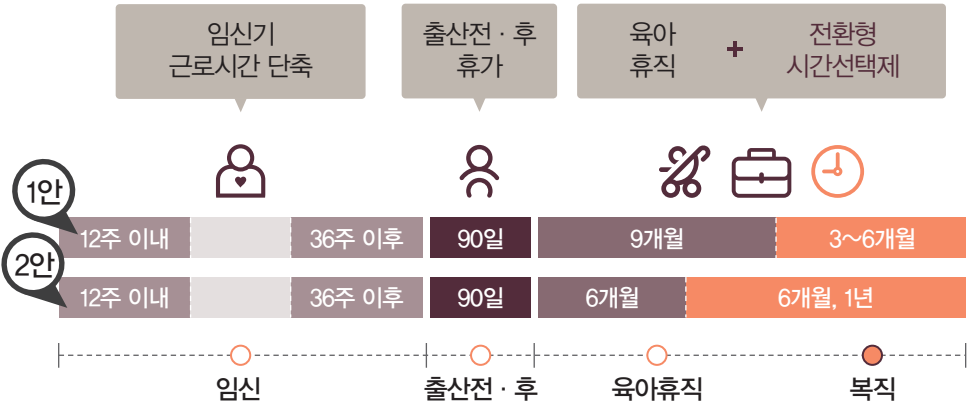 임신기
근로시간 단축
출산전 · 후
휴가
육아
휴직
+
전환형
시간선택제
1안
12주 이내
36주 이후
90일
9개월
3~6개월
2안
12주 이내
36주 이후
90일
6개월
6개월, 1년
임신
출산전 · 후
육아휴직
복직